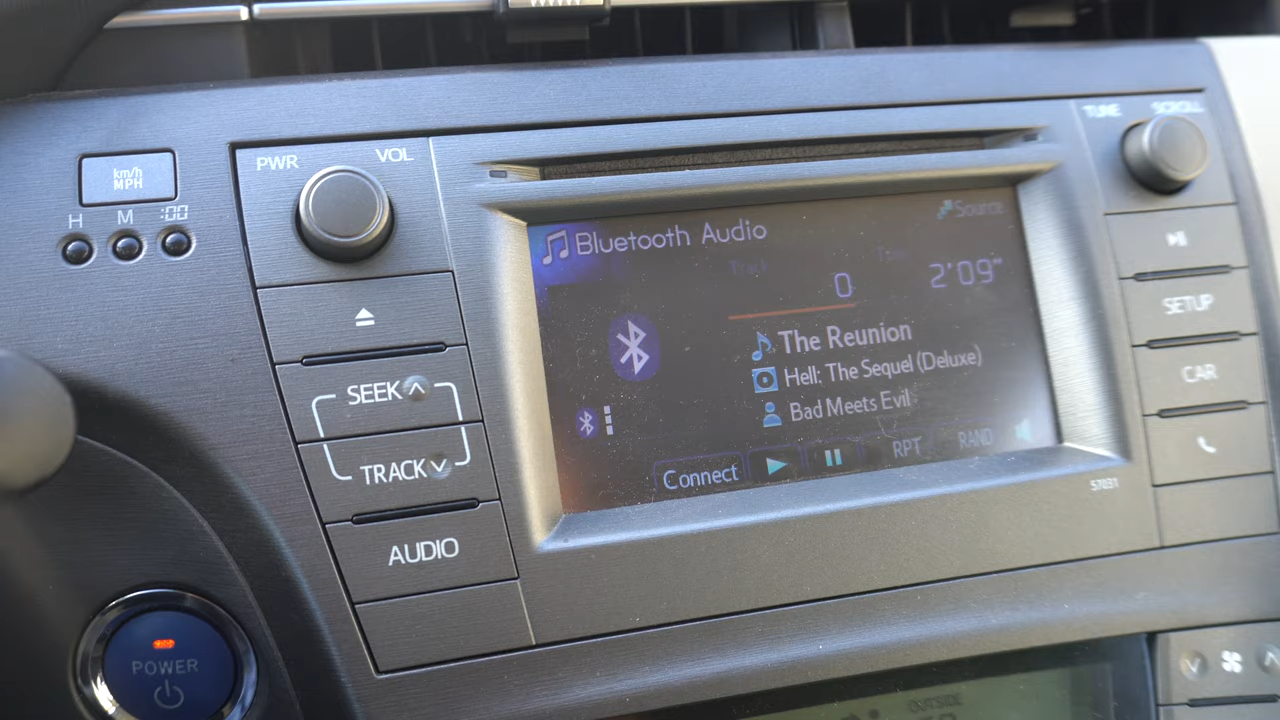 km/h
MPH
H M :00
PWR VOL
SEEK
TRACK
AUDIO
POWER
Bluetooth Audio
Source
Track
0 2'09"
The Reunion
Hell: The Sequel (Deluxe)
Bad Meets Evil
Connect RPT RAND
57031
TUNE SCROLL
SETUP
CAR
OUTSIDE